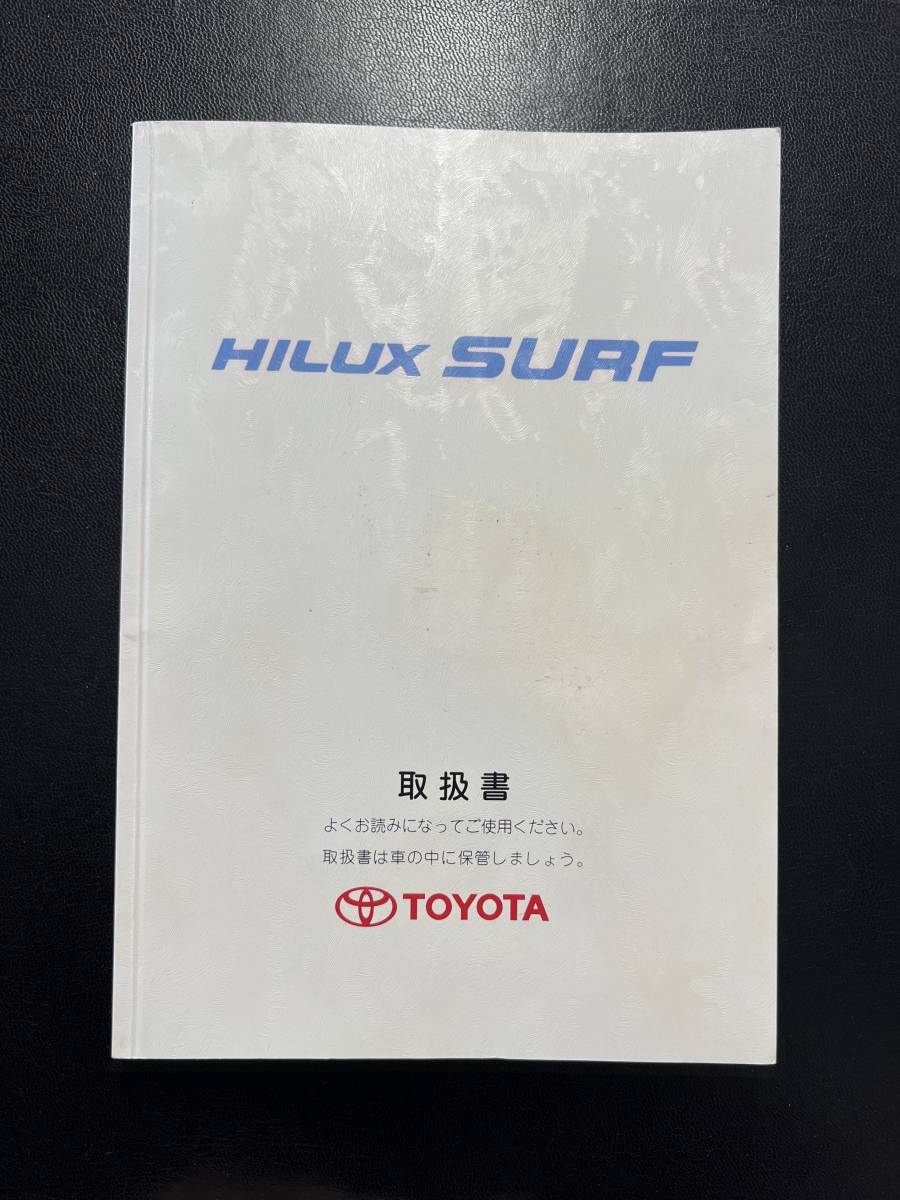 HILUX SURF
取扱書
よくお読みになってご使用ください。
取扱書は車の中に保管しましょう。
TOYOTA